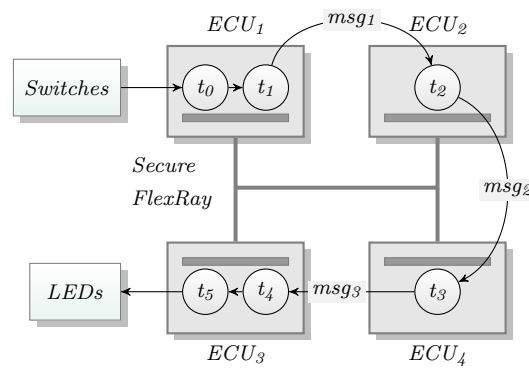 ECU1
msg1
ECU2
Switches
t0
t1
t2
Secure
FlexRay
msg2
LEDs
t5
t4
msg3
t3
ECU3
ECU4